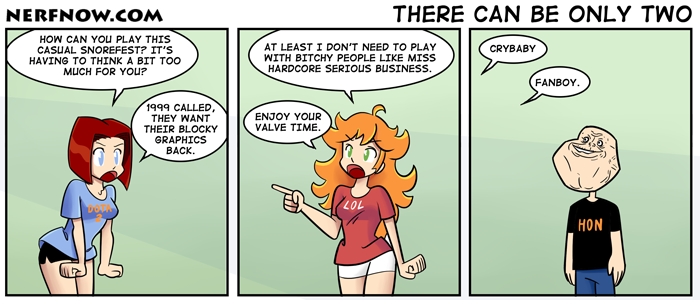 NERFNOW.COM
THERE CAN BE ONLY TWO
HOW CAN YOU PLAY THIS
CASUAL SNOREFEST? IT'S
HAVING TO THINK A BIT TOO
MUCH FOR YOU?
1999 CALLED,
THEY WANT
THEIR BLOCKY
GRAPHICS
BACK.
DOTA
2
AT LEAST I DON'T NEED TO PLAY
WITH BITCHY PEOPLE LIKE MISS
HARDCORE SERIOUS BUSINESS.
ENJOY YOUR
VALVE TIME.
LOL
CRYBABY
FANBOY.
HON